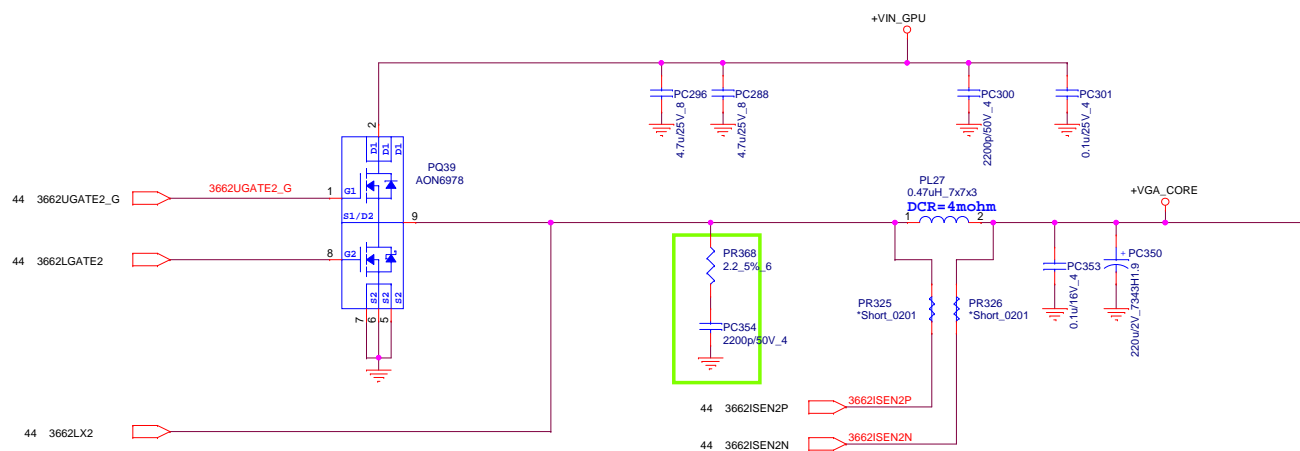 +VIN_GPU
PC296
4.7u/25V_8
PC288
4.7u/25V_8
PC300
2200p/50V_4
PC301
0.1u/25V_4
2
D1
D1
D1
PQ39
AON6978
44 3662UGATE2_G
3662UGATE2_G
1
G1
S1/D2
9
PL27
0.47uH_7x7x3
DCR=4mohm
1
2
+VGA_CORE
44 3662LGATE2
8
G2
S2
S2
S2
7
6
5
PR368
2.2_5%_6
PC354
2200p/50V_4
PR325
*Short_0201
PR326
*Short_0201
PC353
0.1u/16V_4
+
PC350
220u/2V_7343H1.9
44 3662ISEN2P
3662ISEN2P
44 3662LX2
44 3662ISEN2N
3662ISEN2N